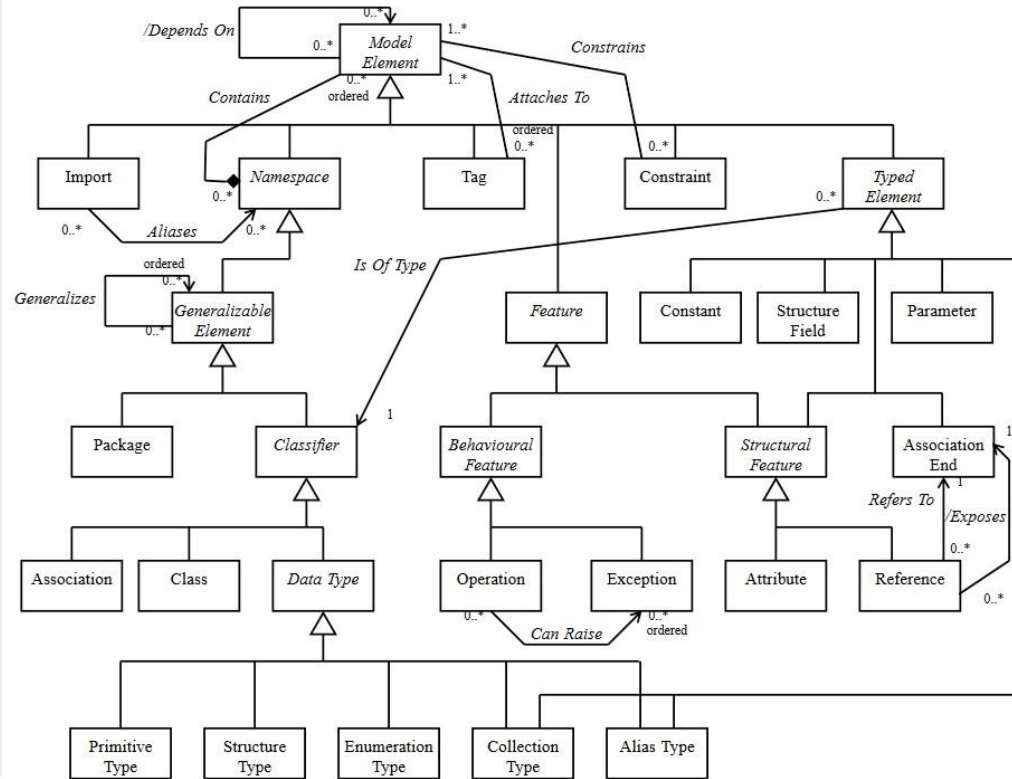 0..*
/Depends On
0..*
Model
Element
1..*
Constrains
0..*
ordered
1..*
Contains
Attaches To
ordered
0..*
0..*
Import
Namespace
Tag
Constraint
Typed
Element
0..*
0..*
0..*
Aliases
0..*
Is Of Type
ordered
0..*
Generalizes
Generalizable
Element
0..*
Feature
Constant
Structure
Field
Parameter
1
Package
Classifier
Behavioural
Feature
Structural
Feature
Association
End
1
Refers To
1
/Exposes
0..*
Association
Class
Data Type
Operation
Exception
Attribute
Reference
0..*
0..*
Can Raise
0..*
ordered
Primitive
Type
Structure
Type
Enumeration
Type
Collection
Type
Alias Type